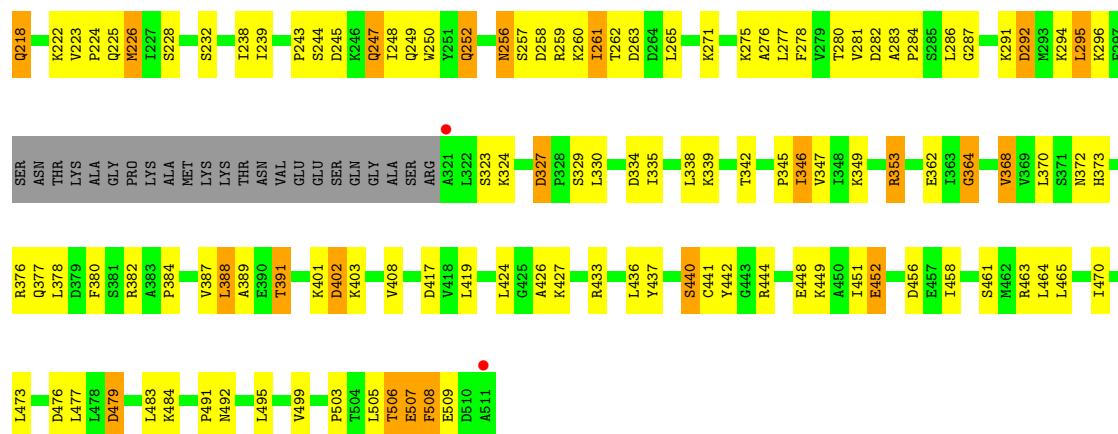 Q218 K222 V223 P224 Q225 M226 I227 S228 S232 I238 I239 P243 S244 D245 K246 Q247 I248 Q249 W250 Y251 Q252 N256 S257 D258 R259 K260 I261 T262 D263 D264 L265 K271 K275 A276 L277 F278 V279 T280 V281 D282 A283 P284 S285 L286 G287 K291 D292 M293 K294 L295 K296
SER ASN THR LYS ALA GLY PRO LYS ALA MET LYS LYS THR ASN VAL GLU GLU SER GLN GLY ALA SER ARG A321 L322 S323 K324 D327 P328 S329 L330 D334 I335 L338 K339 T342 P345 I346 V347 I348 K349 R353 E362 I363 G364 V368 V369 L370 S371 N372 H373
R376 Q377 L378 D379 F380 S381 R382 A383 P384 V387 L388 A389 E390 T391 K401 D402 K403 V408 D417 V418 L419 L424 G425 A426 K427 R433 L436 Y437 S440 C441 Y442 G443 R444 E448 K449 A450 I451 E452 D456 E457 I458 S461 M462 R463 L464 L465 I470
L473 D476 L477 L478 D479 L483 K484 P491 N492 L495 V499 P503 T504 L505 T506 E507 F508 E509 D510 A511